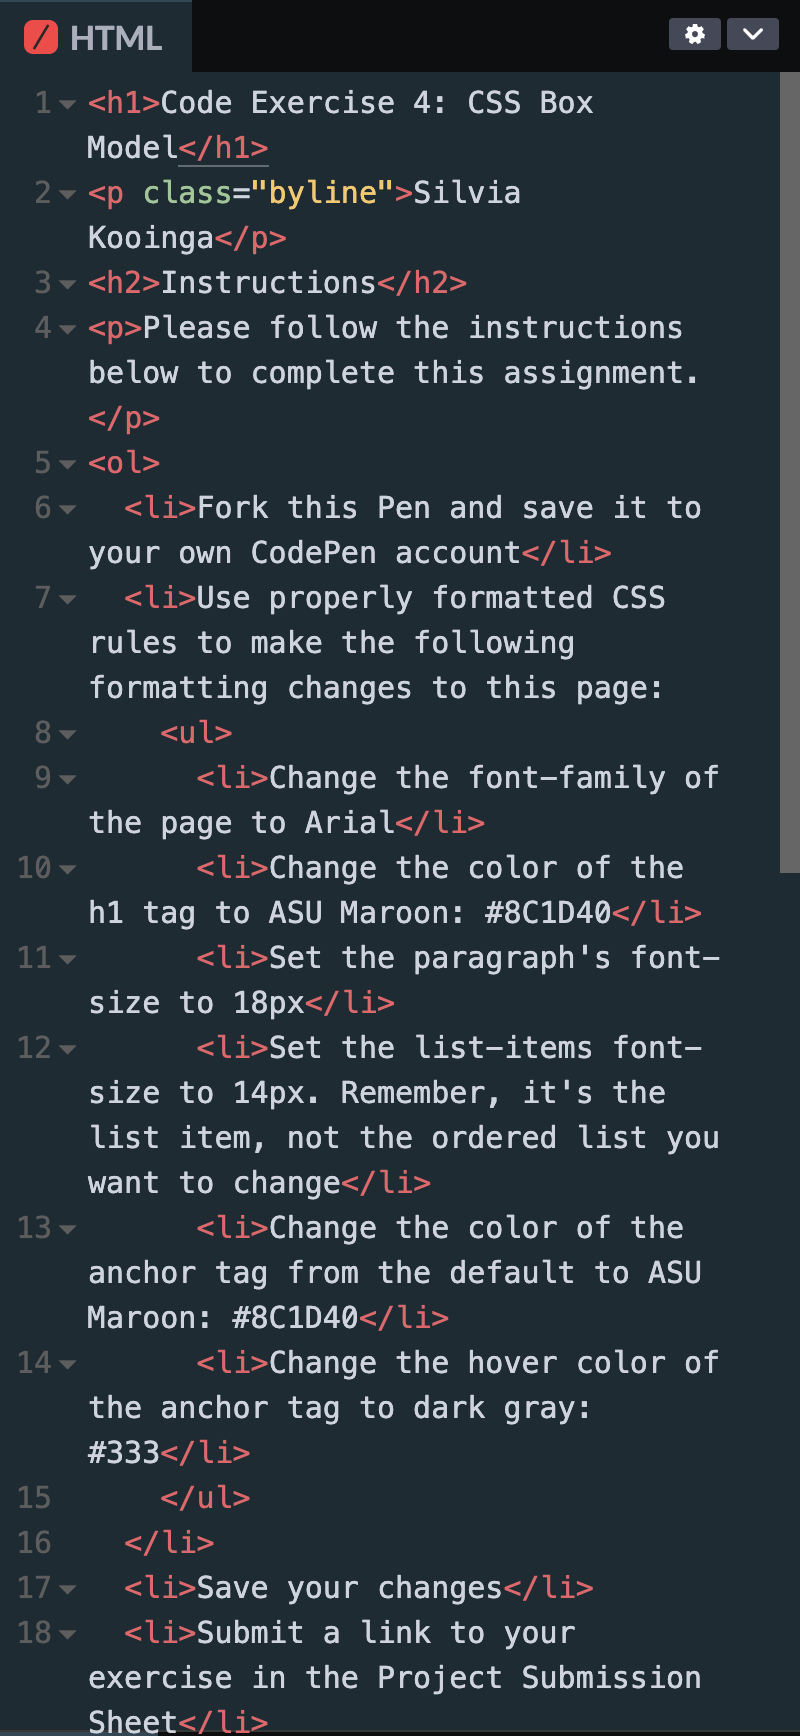 HTML
1 <h1>Code Exercise 4: CSS Box
Model</h1>
2 <p class="byline">Silvia
Kooinga</p>
3 <h2>Instructions</h2>
4 <p>Please follow the instructions
below to complete this assignment.
</p>
5 <ol>
6 <li>Fork this Pen and save it to
your own CodePen account</li>
7 <li>Use properly formatted CSS
rules to make the following
formatting changes to this page:
8 <ul>
9 <li>Change the font-family of
the page to Arial</li>
10 <li>Change the color of the
h1 tag to ASU Maroon: #8C1D40</li>
11 <li>Set the paragraph's font-
size to 18px</li>
12 <li>Set the list-items font-
size to 14px. Remember, it's the
list item, not the ordered list you
want to change</li>
13 <li>Change the color of the
anchor tag from the default to ASU
Maroon: #8C1D40</li>
14 <li>Change the hover color of
the anchor tag to dark gray:
#333</li>
15 </ul>
16 </li>
17 <li>Save your changes</li>
18 <li>Submit a link to your
exercise in the Project Submission
Sheet</li>